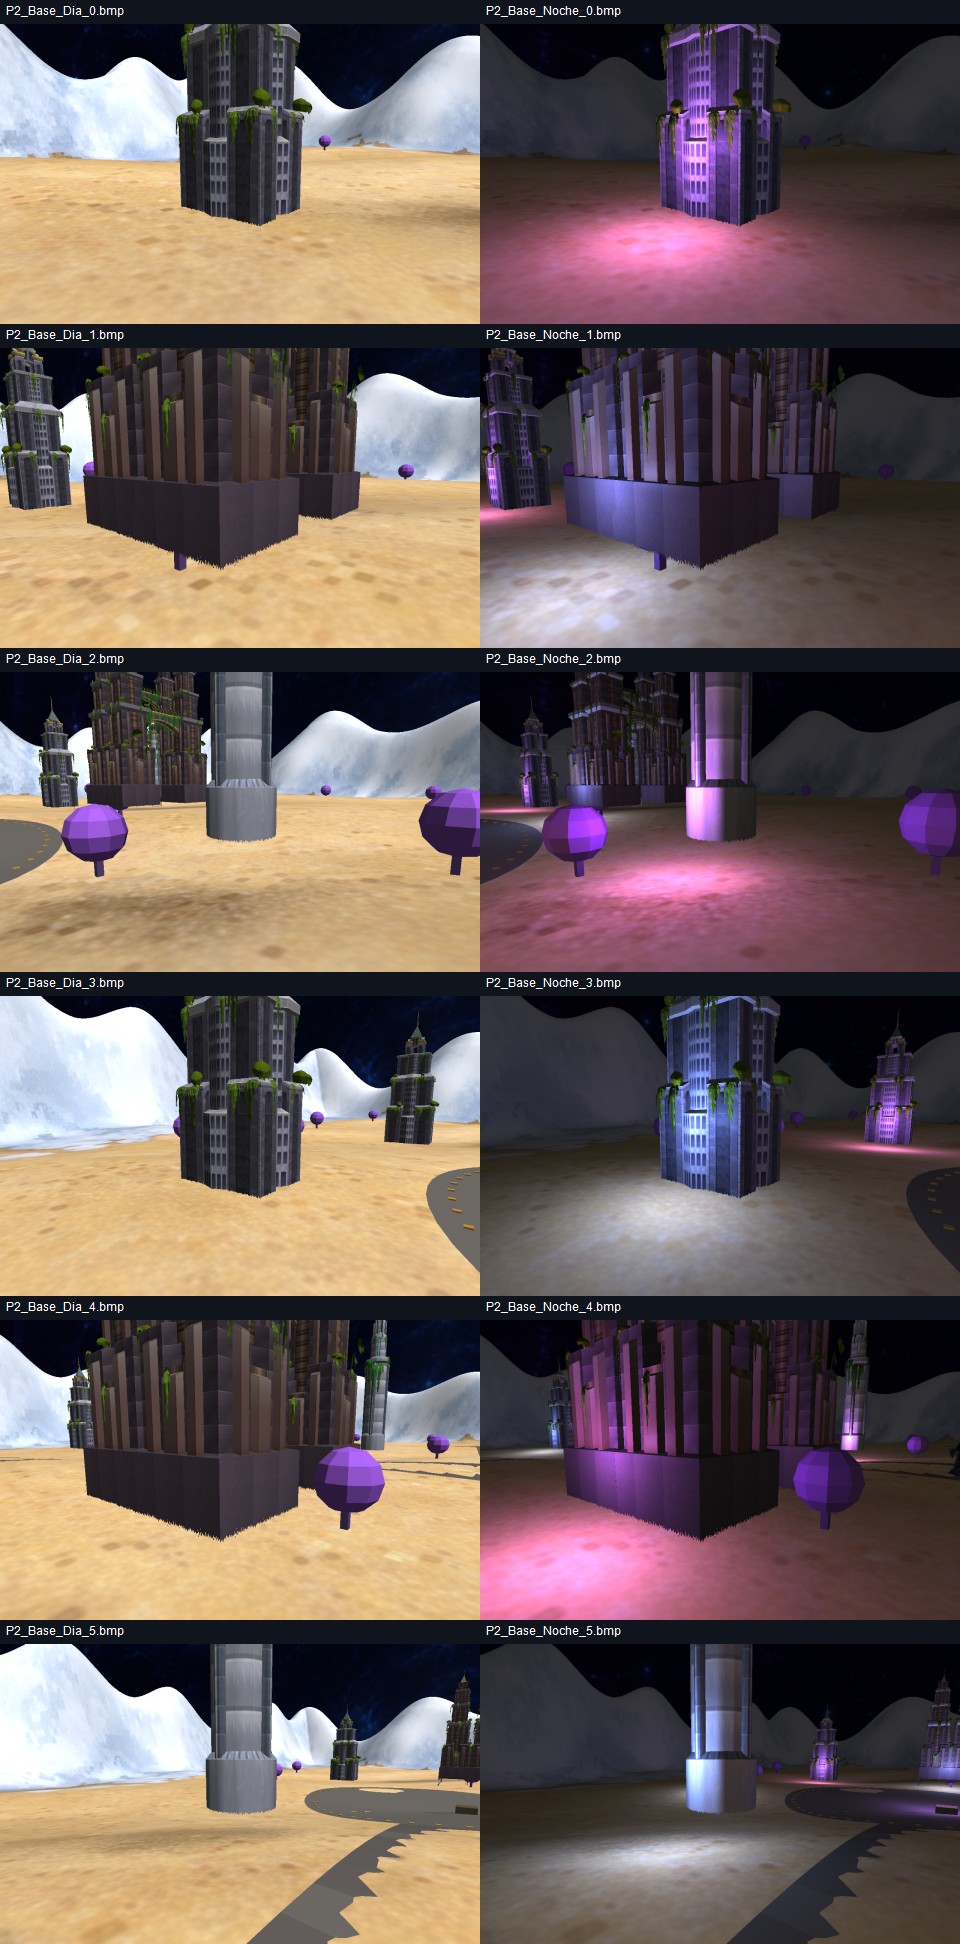 P2_Base_Dia_0.bmp
P2_Base_Noche_0.bmp
P2_Base_Dia_1.bmp
P2_Base_Noche_1.bmp
P2_Base_Dia_2.bmp
P2_Base_Noche_2.bmp
P2_Base_Dia_3.bmp
P2_Base_Noche_3.bmp
P2_Base_Dia_4.bmp
P2_Base_Noche_4.bmp
P2_Base_Dia_5.bmp
P2_Base_Noche_5.bmp